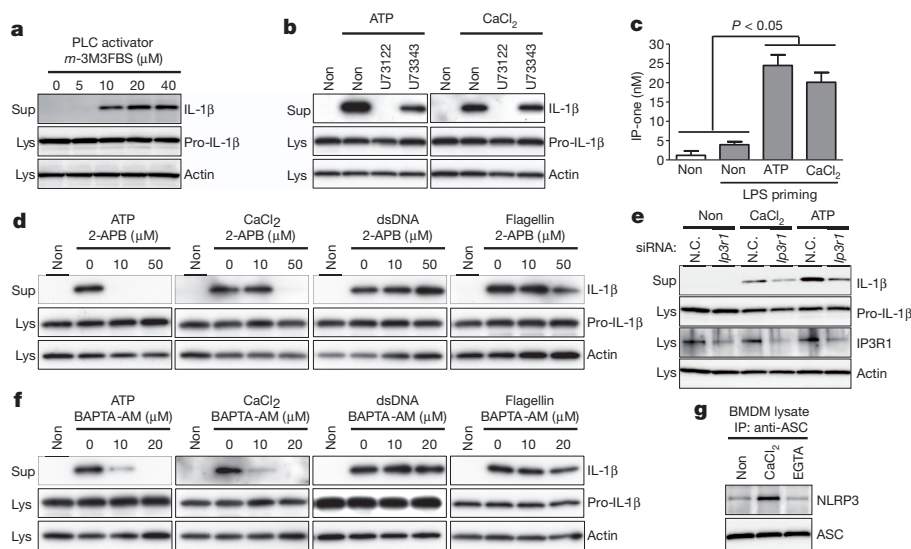 a
PLC activator
m-3M3FBS (μM)
0 5 10 20 40
Sup IL-1β
Lys Pro-IL-1β
Lys Actin
b
ATP CaCl2
Non Non U73122 U73343 Non Non U73122 U73343
Sup IL-1β
Lys Pro-IL-1β
Lys Actin
c
P < 0.05
IP-one (nM)
30
25
20
15
10
5
0
Non Non ATP CaCl2
LPS priming
d
ATP CaCl2 dsDNA Flagellin
2-APB (μM) 2-APB (μM) 2-APB (μM) 2-APB (μM)
Non 0 10 50 Non 0 10 50 Non 0 10 50 Non 0 10 50
Sup IL-1β
Lys Pro-IL-1β
Lys Actin
e
Non CaCl2 ATP
siRNA: N.C. Ip3r1 N.C. Ip3r1 N.C. Ip3r1
Sup IL-1β
Lys Pro-IL-1β
Lys IP3R1
Lys Actin
f
ATP CaCl2 dsDNA Flagellin
BAPTA-AM (μM) BAPTA-AM (μM) BAPTA-AM (μM) BAPTA-AM (μM)
Non 0 10 20 Non 0 10 20 Non 0 10 20 Non 0 10 20
Sup IL-1β
Lys Pro-IL-1β
Lys Actin
g
BMDM lysate
IP: anti-ASC
Non CaCl2 EGTA
NLRP3
ASC